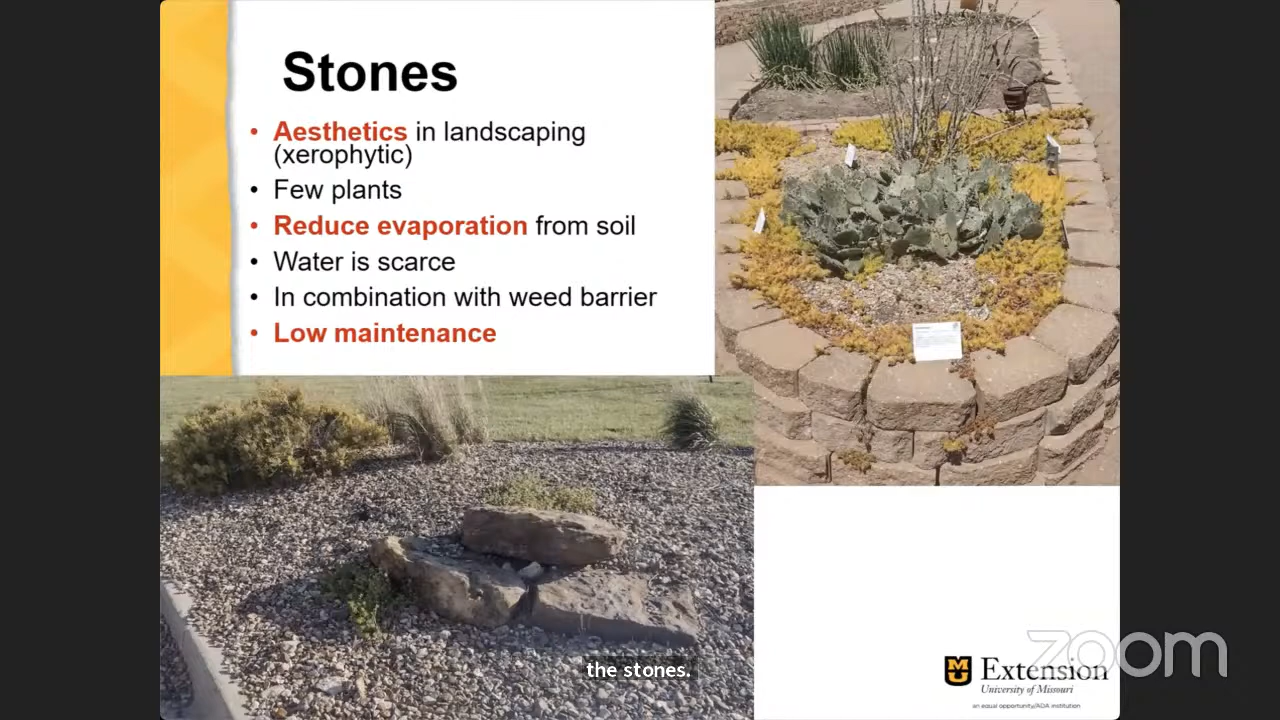 Stones
• Aesthetics in landscaping
(xerophytic)
• Few plants
• Reduce evaporation from soil
• Water is scarce
• In combination with weed barrier
• Low maintenance
the stones.
zoom
MU Extension
University of Missouri
an equal opportunity/ADA institution